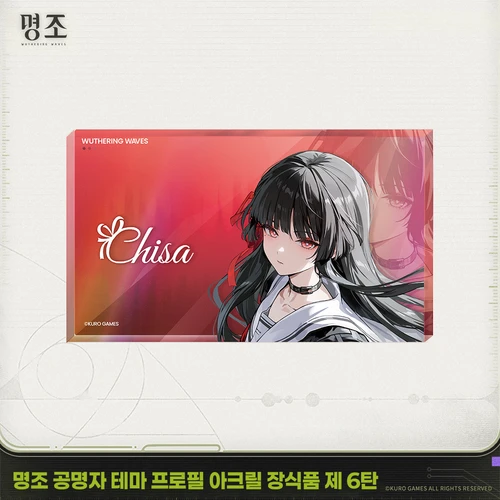 명조
WUTHERING WAVES
WUTHERING WAVES
Chisa
©KURO GAMES
명조 공명자 테마 프로필 아크릴 장식품 제 6탄
©KURO GAMES ALL RIGHTS RESERVED